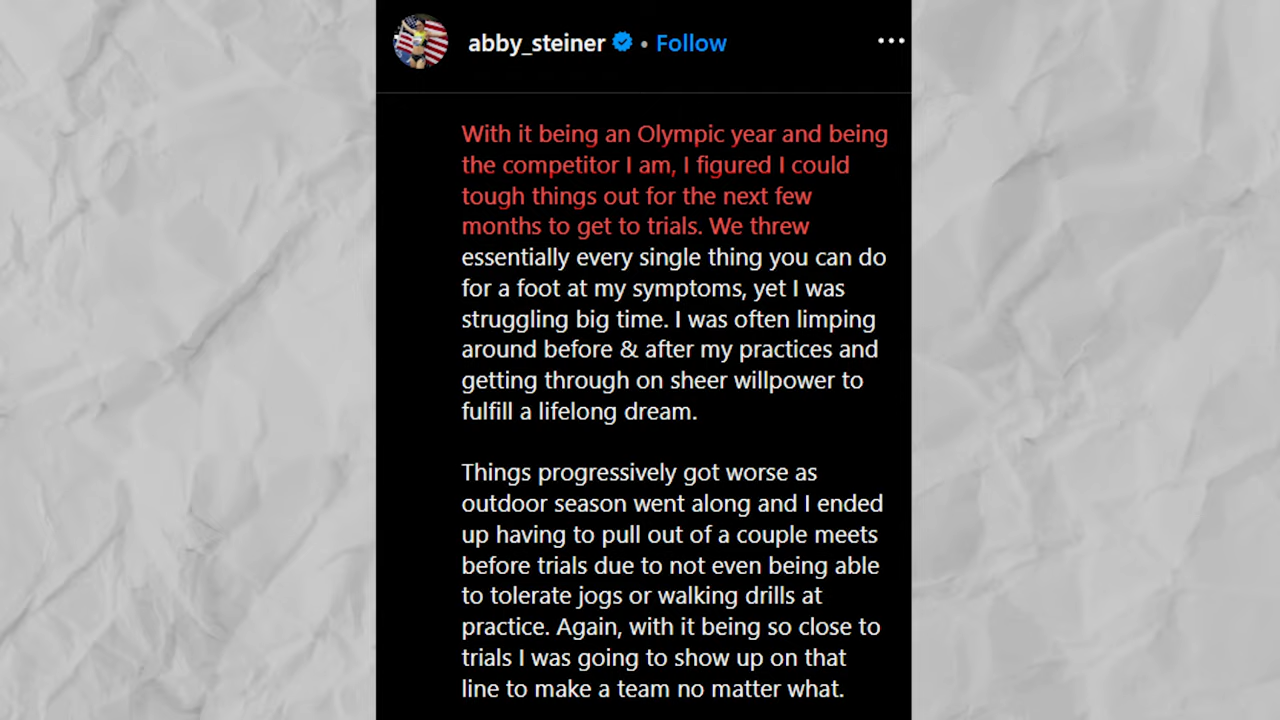 abby_steiner • Follow
With it being an Olympic year and being
the competitor I am, I figured I could
tough things out for the next few
months to get to trials. We threw
essentially every single thing you can do
for a foot at my symptoms, yet I was
struggling big time. I was often limping
around before & after my practices and
getting through on sheer willpower to
fulfill a lifelong dream.
Things progressively got worse as
outdoor season went along and I ended
up having to pull out of a couple meets
before trials due to not even being able
to tolerate jogs or walking drills at
practice. Again, with it being so close to
trials I was going to show up on that
line to make a team no matter what.